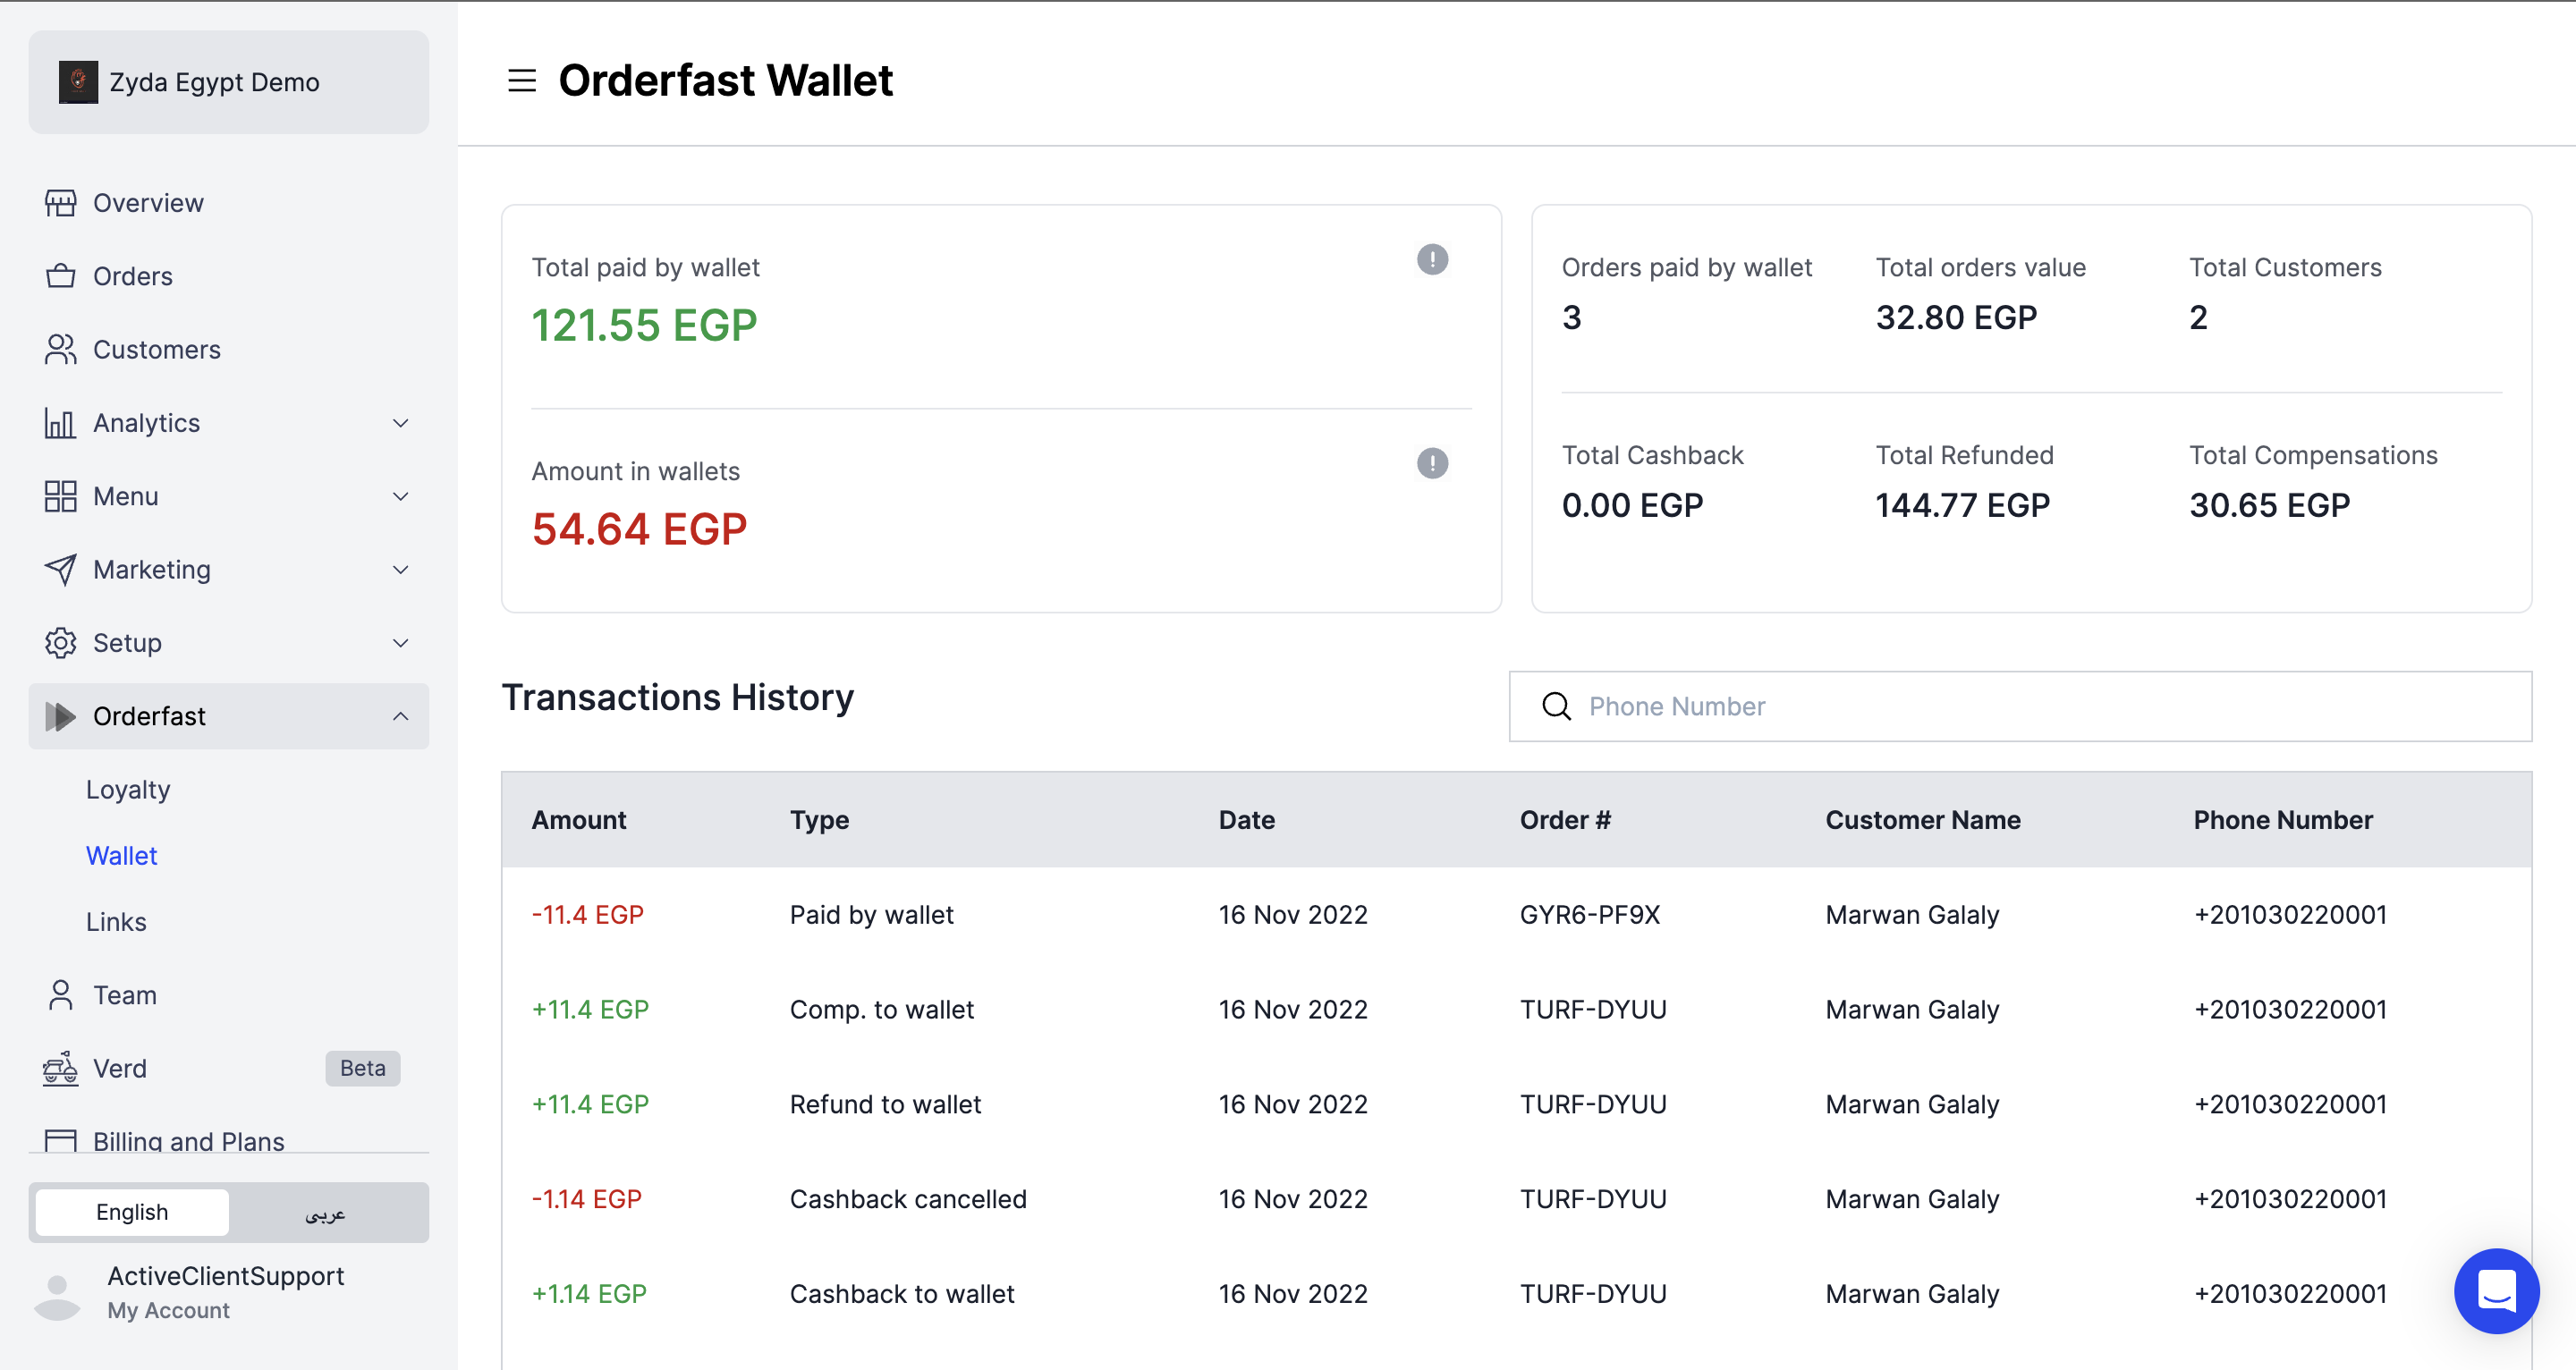 Zyda Egypt Demo
Overview
Orders
Customers
Analytics
Menu
Marketing
Setup
Orderfast
Loyalty
Wallet
Links
Team
Verd Beta
Billing and Plans
English عربى
ActiveClientSupport
My Account
Orderfast Wallet
Total paid by wallet
121.55 EGP
Amount in wallets
54.64 EGP
Orders paid by wallet Total orders value Total Customers
3 32.80 EGP 2
Total Cashback Total Refunded Total Compensations
0.00 EGP 144.77 EGP 30.65 EGP
Transactions History
Phone Number
Amount Type Date Order # Customer Name Phone Number
-11.4 EGP Paid by wallet 16 Nov 2022 GYR6-PF9X Marwan Galaly +201030220001
+11.4 EGP Comp. to wallet 16 Nov 2022 TURF-DYUU Marwan Galaly +201030220001
+11.4 EGP Refund to wallet 16 Nov 2022 TURF-DYUU Marwan Galaly +201030220001
-1.14 EGP Cashback cancelled 16 Nov 2022 TURF-DYUU Marwan Galaly +201030220001
+1.14 EGP Cashback to wallet 16 Nov 2022 TURF-DYUU Marwan Galaly +201030220001